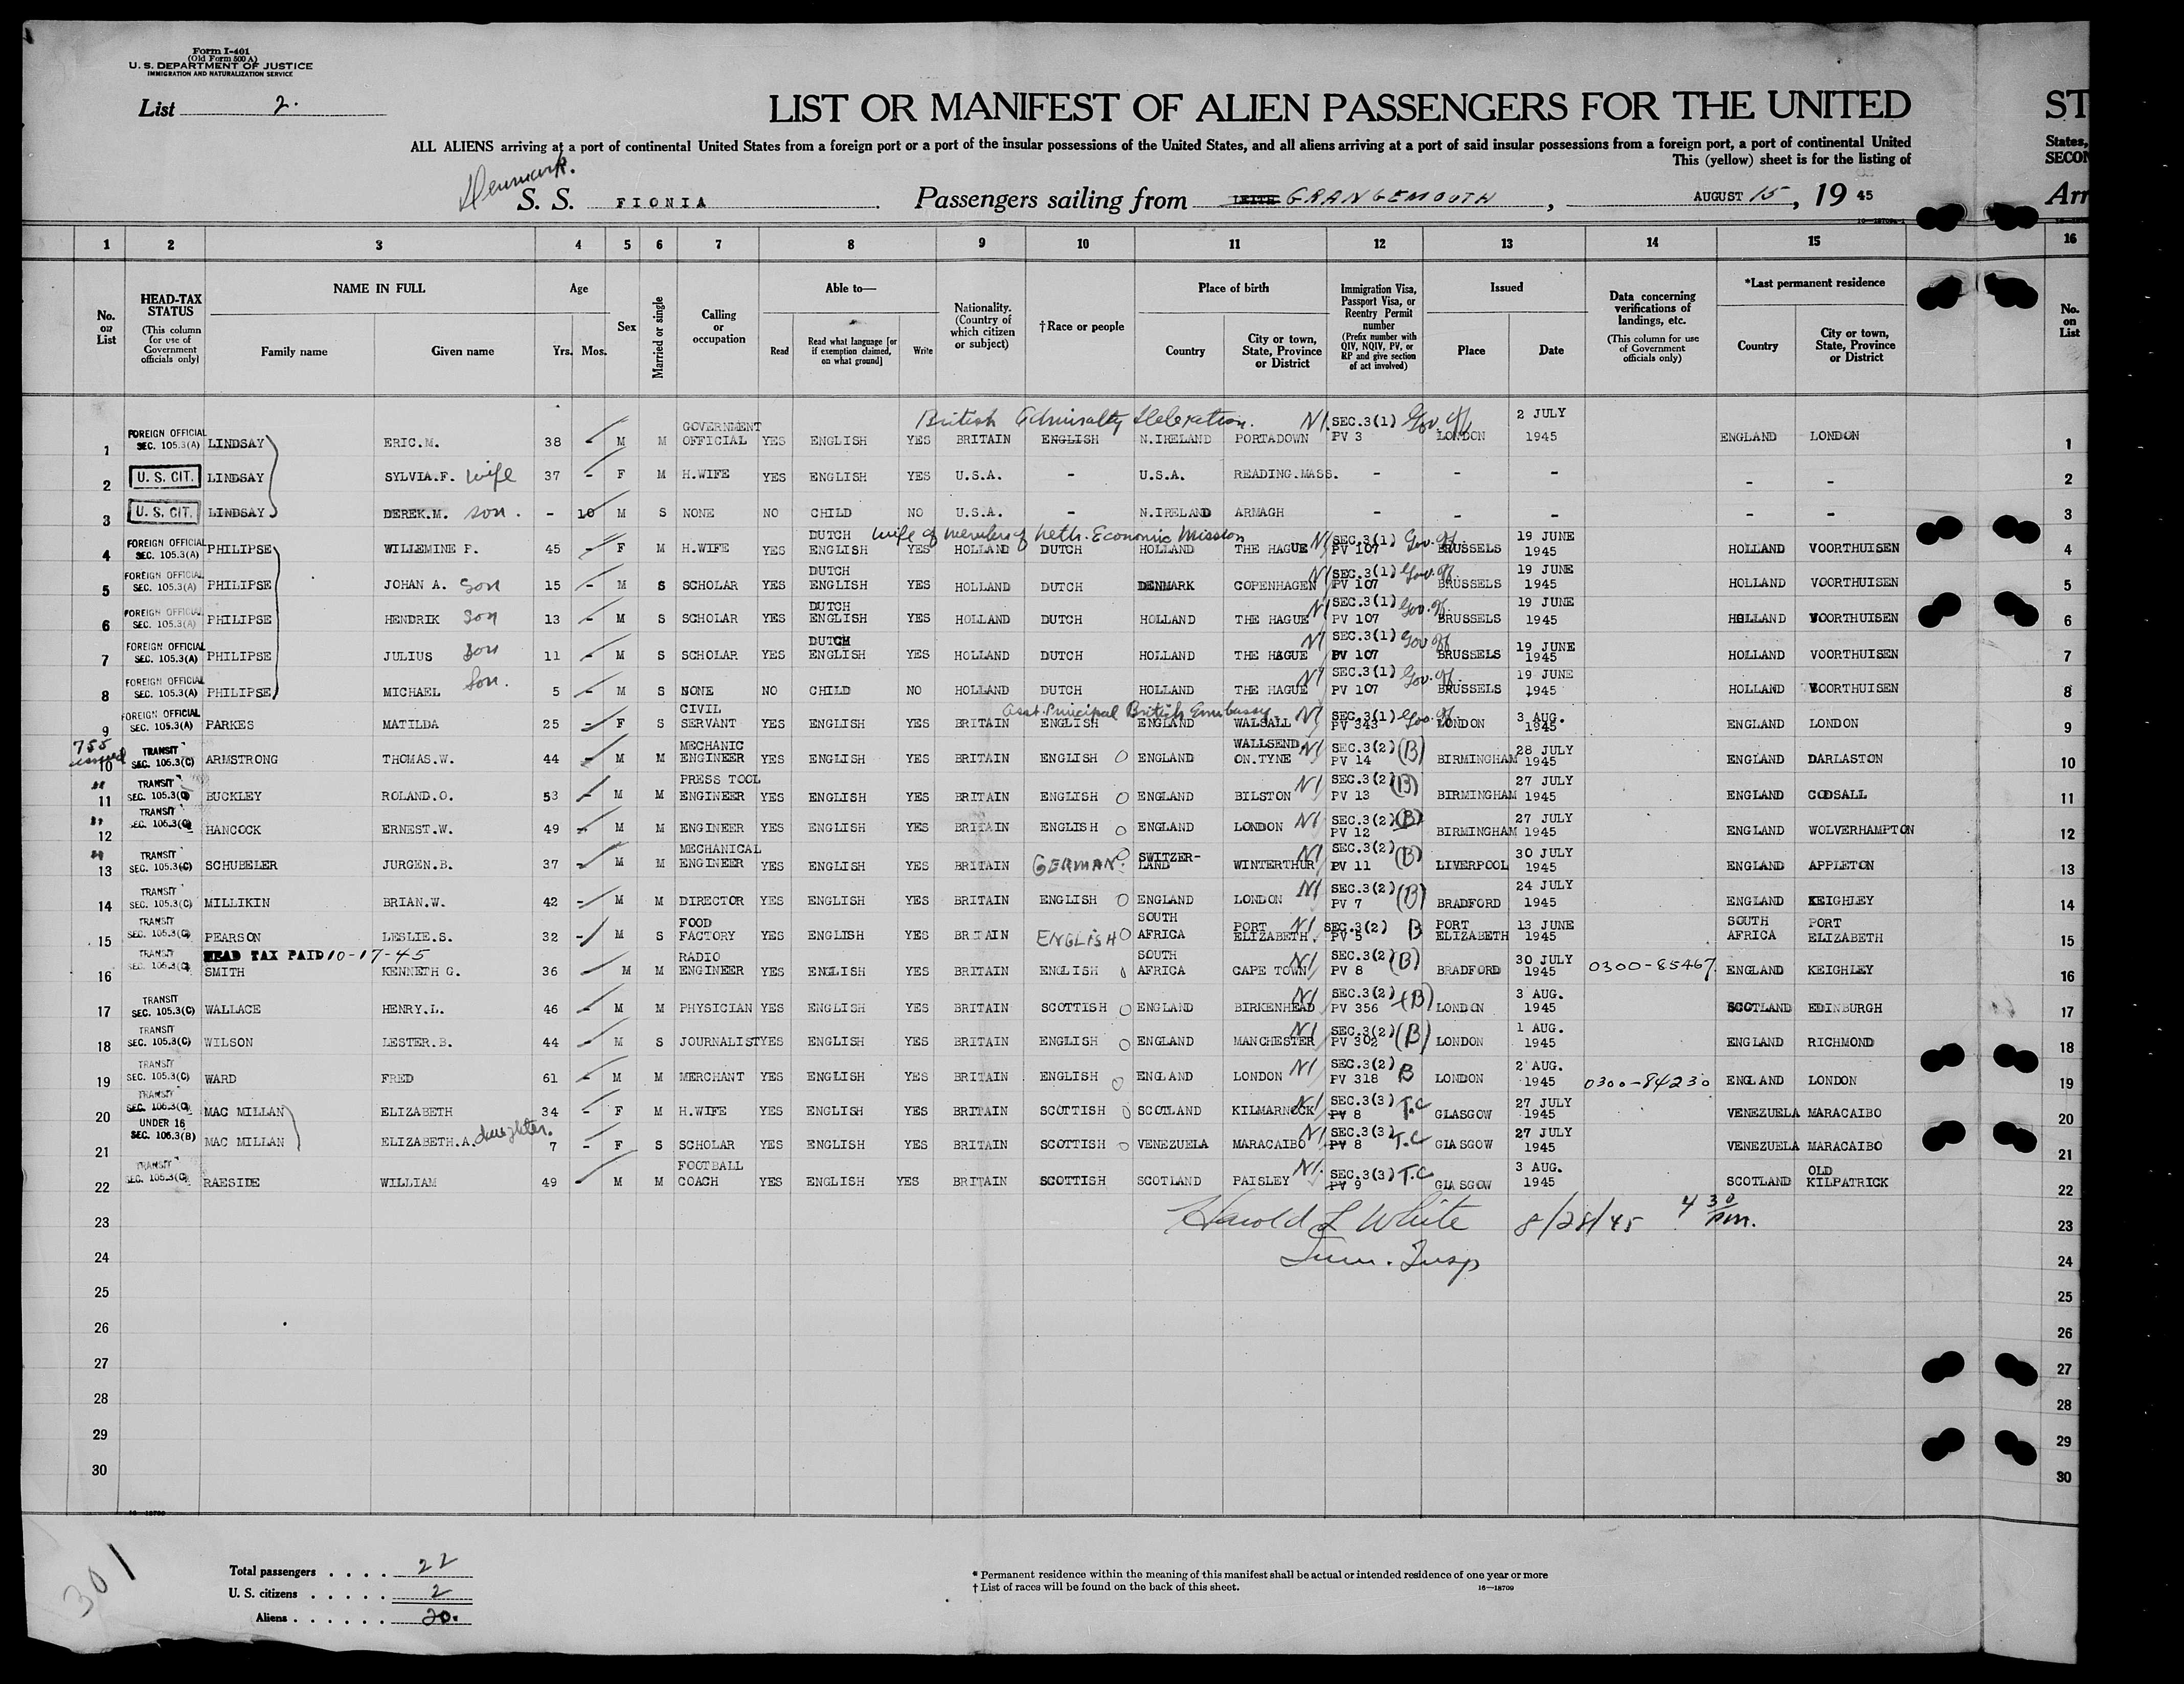 Form I-401
(Old Form 500 A)
U. S. DEPARTMENT OF JUSTICE
IMMIGRATION AND NATURALIZATION SERVICE
List 2.
LIST OR MANIFEST OF ALIEN PASSENGERS FOR THE UNITED ST
ALL ALIENS arriving at a port of continental United States from a foreign port or a port of the insular possessions of the United States, and all aliens arriving at a port of said insular possessions from a foreign port, a port of continental United States,
This (yellow) sheet is for the listing of SECON
Denmark.
S. S. FIONIA. Passengers sailing from LEITH GRANGEMOUTH, AUGUST 15, 19 45 Arr
1 2 3 4 5 6 7 8 9 10 11 12 13 14 15 16
No. on List
HEAD-TAX STATUS (This column for use of Government officials only)
NAME IN FULL Family name Given name
Age Yrs. Mos.
Sex
Married or single
Calling or occupation
Able to— Read Read what language [or if exemption claimed, on what ground] Write
Nationality. (Country of which citizen or subject)
†Race or people
Place of birth Country City or town, State, Province or District
Immigration Visa, Passport Visa, or Reentry Permit number (Prefix number with QIV, NQIV, PV, or RP and give section of act involved)
Issued Place Date
Data concerning verifications of landings, etc. (This column for use of Government officials only)
*Last permanent residence Country City or town, State, Province or District
No. on List
British Admiralty Delegation.
1 FOREIGN OFFICIAL SEC. 105.3(A) LINDSAY ERIC.M. 38 - M M GOVERNMENT OFFICIAL YES ENGLISH YES BRITAIN ENGLISH N.IRELAND PORTADOWN NI. SEC.3(1) PV 3 Gov. Off. LONDON 2 JULY 1945 ENGLAND LONDON 1
2 U. S. CIT. LINDSAY SYLVIA.F. wife 37 - F M H.WIFE YES ENGLISH YES U.S.A. - U.S.A. READING.MASS. - - - - - 2
3 U. S. CIT. LINDSAY DEREK.M. son. - 10 M S NONE NO CHILD NO U.S.A. - N.IRELAND ARMAGH - - - - - 3
wife of member of Neth. Economic Mission
4 FOREIGN OFFICIAL SEC. 105.3(A) PHILIPSE WILLEMINE P. 45 - F M H.WIFE YES DUTCH ENGLISH YES HOLLAND DUTCH HOLLAND THE HAGUE NI SEC.3(1) PV 107 Gov. Off. BRUSSELS 19 JUNE 1945 HOLLAND VOORTHUISEN 4
5 FOREIGN OFFICIAL SEC. 105.3(A) PHILIPSE JOHAN A. son 15 - M S SCHOLAR YES DUTCH ENGLISH YES HOLLAND DUTCH DENMARK COPENHAGEN NI SEC.3(1) PV 107 Gov. Off. BRUSSELS 19 JUNE 1945 HOLLAND VOORTHUISEN 5
6 FOREIGN OFFICIAL SEC. 105.3(A) PHILIPSE HENDRIK son 13 - M S SCHOLAR YES DUTCH ENGLISH YES HOLLAND DUTCH HOLLAND THE HAGUE NI SEC.3(1) PV 107 Gov. Off. BRUSSELS 19 JUNE 1945 HOLLAND VOORTHUISEN 6
7 FOREIGN OFFICIAL SEC. 105.3(A) PHILIPSE JULIUS son 11 - M S SCHOLAR YES DUTCH ENGLISH YES HOLLAND DUTCH HOLLAND THE HAGUE NI SEC.3(1) PV 107 Gov Off BRUSSELS 19 JUNE 1945 HOLLAND VOORTHUISEN 7
8 FOREIGN OFFICIAL SEC. 105.3(A) PHILIPSE MICHAEL Son. 5 - M S NONE NO CHILD NO HOLLAND DUTCH HOLLAND THE HAGUE NI SEC.3(1) PV 107 Gov. Off. BRUSSELS 19 JUNE 1945 HOLLAND VOORTHUISEN 8
Asst. Principal British Embassy
9 FOREIGN OFFICIAL SEC. 105.3(A) PARKES MATILDA 25 - F S CIVIL SERVANT YES ENGLISH YES BRITAIN ENGLISH ENGLAND WALSALL NI SEC.3(1) PV 343 Gov. Off. LONDON 3 AUG. 1945 ENGLAND LONDON 9
755 issued
10 TRANSIT SEC. 105.3(C) ARMSTRONG THOMAS.W. 44 - M M MECHANIC ENGINEER YES ENGLISH YES BRITAIN ENGLISH O ENGLAND WALLSEND ON.TYNE NI SEC.3(2) (B) PV 14 BIRMINGHAM 28 JULY 1945 ENGLAND DARLASTON 10
" 11 TRANSIT SEC. 105.3(C) BUCKLEY ROLAND.O. 53 - M M PRESS TOOL ENGINEER YES ENGLISH YES BRITAIN ENGLISH O ENGLAND BILSTON NI SEC.3(2) (B) PV 13 BIRMINGHAM 27 JULY 1945 ENGLAND CODSALL 11
" 12 TRANSIT SEC. 105.3(C) HANCOCK ERNEST.W. 49 - M M ENGINEER YES ENGLISH YES BRITAIN ENGLISH O ENGLAND LONDON NI SEC.3(2) (B) PV 12 BIRMINGHAM 27 JULY 1945 ENGLAND WOLVERHAMPTON 12
" 13 TRANSIT SEC. 105.3(C) SCHUBELER JURGEN.B. 37 - M M MECHANICAL ENGINEER YES ENGLISH YES BRITAIN GERMAN O SWITZER-LAND WINTERTHUR NI SEC.3(2) (B) PV 11 LIVERPOOL 30 JULY 1945 ENGLAND APPLETON 13
14 TRANSIT SEC. 105.3(C) MILLIKIN BRIAN.W. 42 - M M DIRECTOR YES ENGLISH YES BRITAIN ENGLISH O ENGLAND LONDON NI SEC.3(2) (B) PV 7 BRADFORD 24 JULY 1945 ENGLAND KEIGHLEY 14
15 TRANSIT SEC. 105.3(C) PEARSON LESLIE.S. 32 - M S FOOD FACTORY YES ENGLISH YES BRITAIN ENGLISH O SOUTH AFRICA PORT ELIZABETH. NI SEC.3(2) B PV 5 PORT ELIZABETH 13 JUNE 1945 SOUTH AFRICA PORT ELIZABETH 15
HEAD TAX PAID 10-17-45
16 TRANSIT SEC. 105.3(C) SMITH KENNETH G. 36 M M RADIO ENGINEER YES ENGLISH YES BRITAIN ENGLISH O SOUTH AFRICA CAPE TOWN NI SEC.3(2) (B) PV 8 BRADFORD 30 JULY 1945 0300-85467 ENGLAND KEIGHLEY 16
17 TRANSIT SEC. 105.3(C) WALLACE HENRY.L. 46 - M M PHYSICIAN YES ENGLISH YES BRITAIN SCOTTISH O ENGLAND BIRKENHEAD NI SEC.3(2) (B) PV 356 LONDON 3 AUG. 1945 SCOTLAND EDINBURGH 17
18 TRANSIT SEC. 105.3(C) WILSON LESTER.B. 44 - M S JOURNALIST YES ENGLISH YES BRITAIN ENGLISH O ENGLAND MANCHESTER NI SEC.3(2) (B) PV 302 LONDON 1 AUG. 1945 ENGLAND RICHMOND 18
19 TRANSIT SEC. 105.3(C) WARD FRED 61 - M M MERCHANT YES ENGLISH YES BRITAIN ENGLISH O ENGLAND LONDON NI SEC.3(2) B PV 318 LONDON 2 AUG. 1945 0300-84230 ENGLAND LONDON 19
20 TRANSIT SEC. 105.3(C) MAC MILLAN ELIZABETH 34 - F M H.WIFE YES ENGLISH YES BRITAIN SCOTTISH O SCOTLAND KILMARNOCK NI SEC.3(3) T.C PV 8 GLASGOW 27 JULY 1945 VENEZUELA MARACAIBO 20
21 UNDER 16 SEC. 105.3(B) MAC MILLAN ELIZABETH.A. daughter. 7 - F S SCHOLAR YES ENGLISH YES BRITAIN SCOTTISH O VENEZUELA MARACAIBO NI SEC.3(3) T.C PV 8 GLASGOW 27 JULY 1945 VENEZUELA MARACAIBO 21
22 TRANSIT SEC. 105.3(C) RAESIDE WILLIAM 49 M M FOOTBALL COACH YES ENGLISH YES BRITAIN SCOTTISH SCOTLAND PAISLEY NI. SEC.3(3) T.C PV 9 GLASGOW 3 AUG. 1945 SCOTLAND OLD KILPATRICK 22
23 Harold L White 8/28/45 4 30 pm. 23
24 Imm. Insp 24
25 25
26 26
27 27
28 28
29 29
30 30
16—18709
301
Total passengers . . . . 22
U. S. citizens . . . . . 2
Aliens . . . . . . 20.
* Permanent residence within the meaning of this manifest shall be actual or intended residence of one year or more
† List of races will be found on the back of this sheet. 16—18709